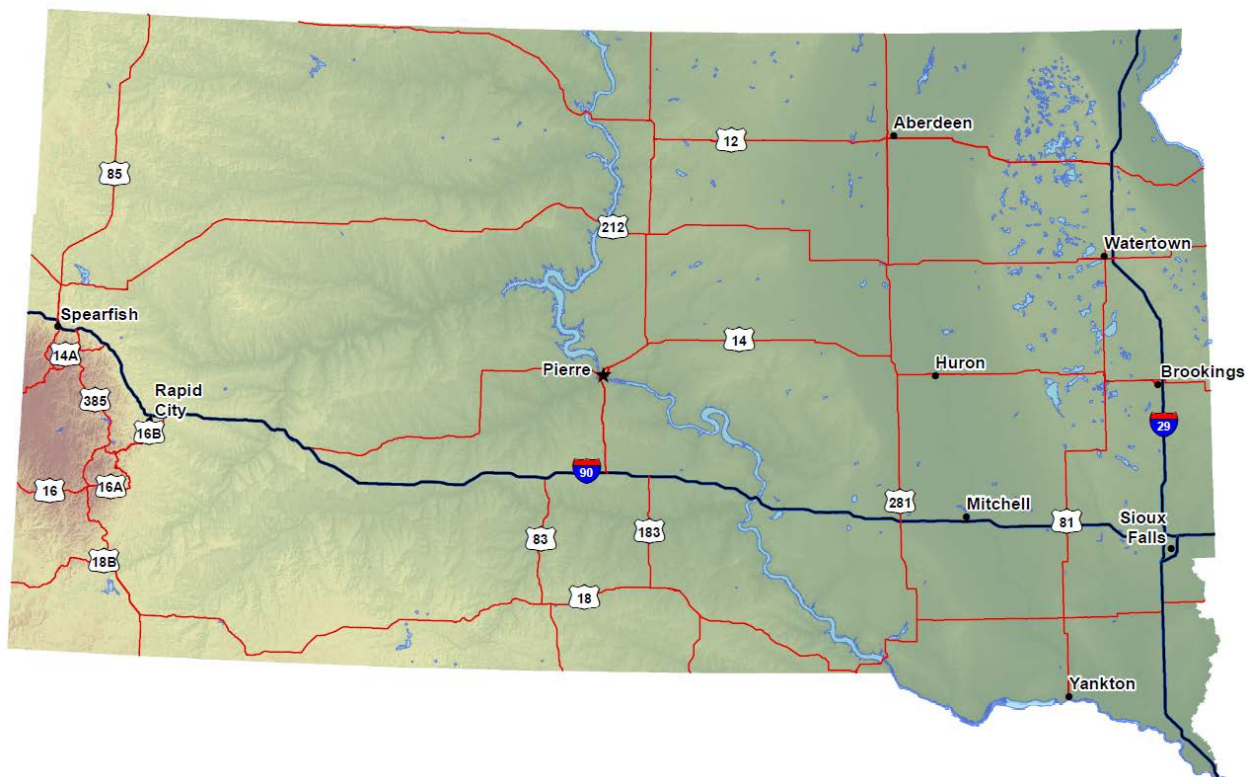 Aberdeen
12
85
212
Watertown
Spearfish
14
14A
Huron
Pierre
Brookings
385
Rapid
City
29
16B
90
16
16A
281
Mitchell
81
Sioux
Falls
83
183
18B
18
Yankton